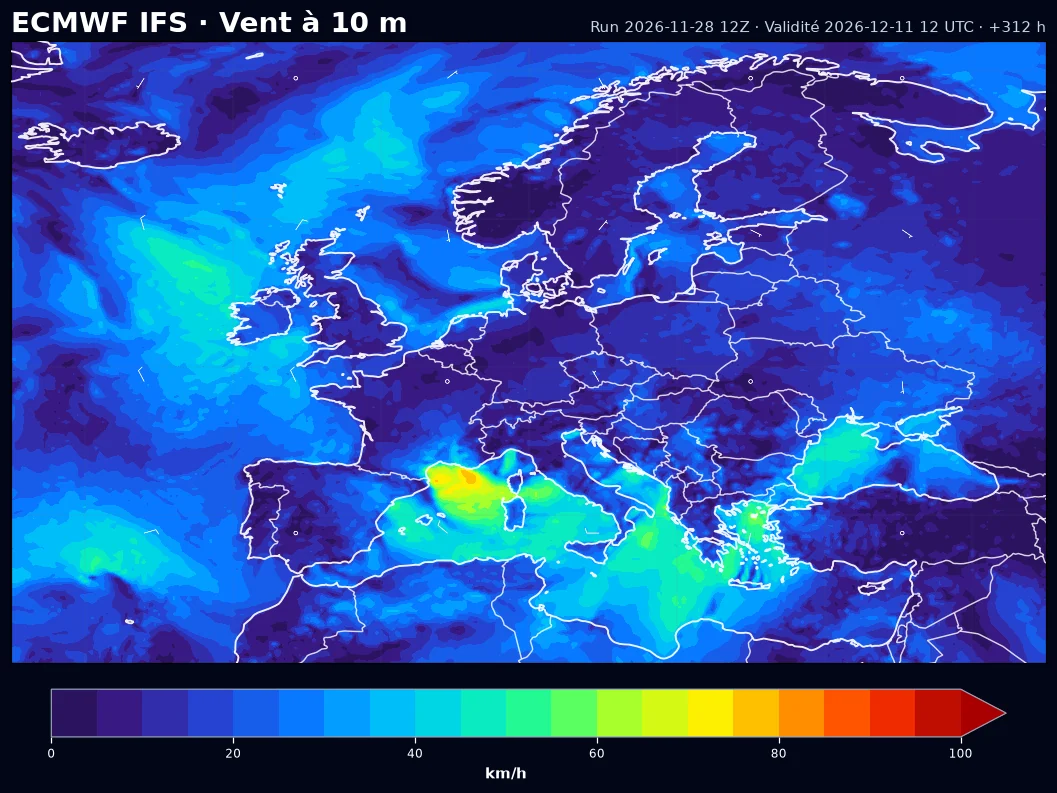 ECMWF IFS · Vent à 10 m
Run 2026-11-28 12Z · Validité 2026-12-11 12 UTC · +312 h
0 20 40 60 80 100
km/h